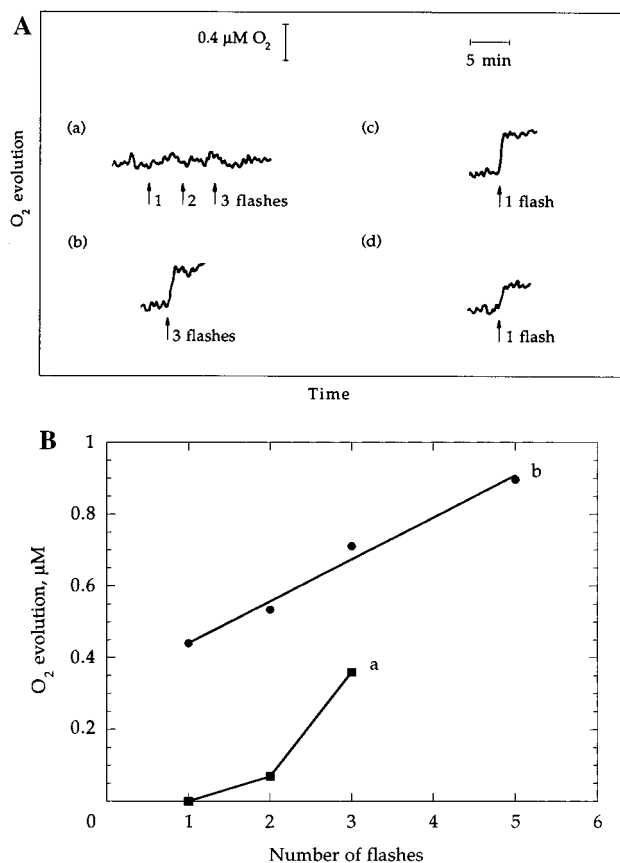 A
0.4 µM O2
5 min
O2 evolution
(a)
1 2 3 flashes
(b)
3 flashes
(c)
1 flash
(d)
1 flash
Time
B
O2 evolution, µM
1
0.8
0.6
0.4
0.2
0
0 1 2 3 4 5 6
b
a
Number of flashes